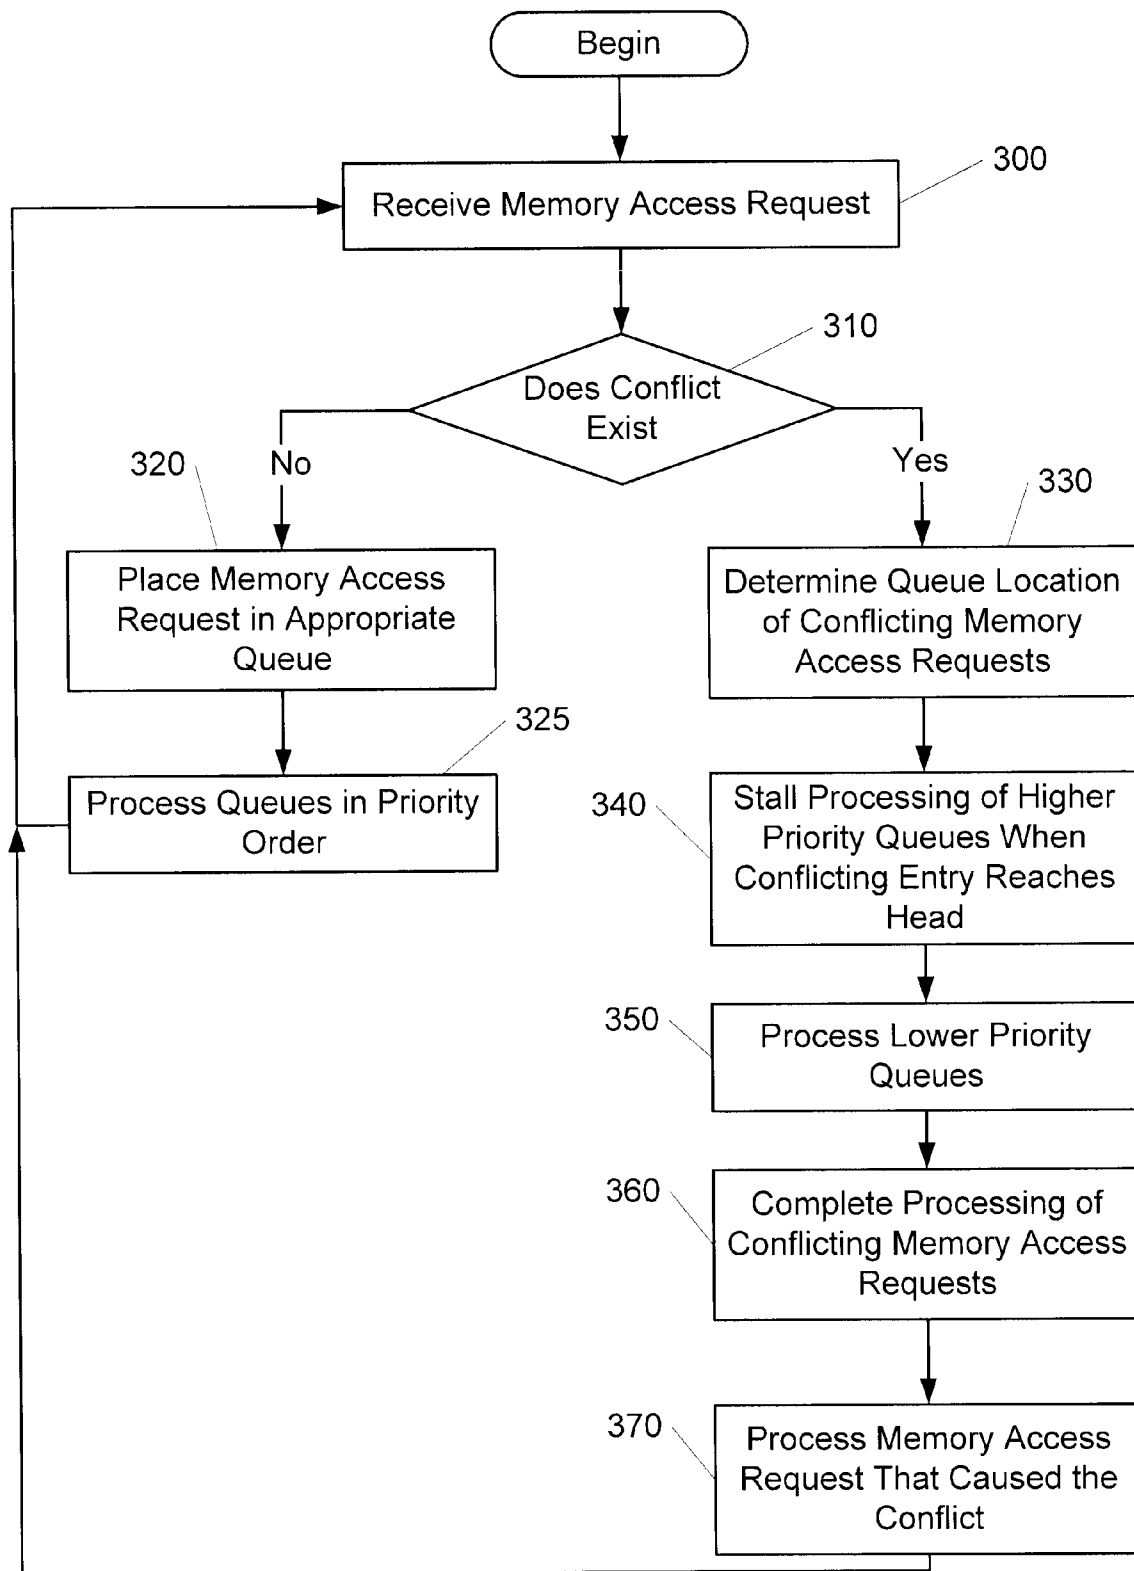 Begin
300
Receive Memory Access Request
310
Does Conflict
Exist
No
Yes
320
330
Place Memory Access
Request in Appropriate
Queue
Determine Queue Location
of Conflicting Memory
Access Requests
325
Process Queues in Priority
Order
340
Stall Processing of Higher
Priority Queues When
Conflicting Entry Reaches
Head
350
Process Lower Priority
Queues
360
Complete Processing of
Conflicting Memory Access
Requests
370
Process Memory Access
Request That Caused the
Conflict